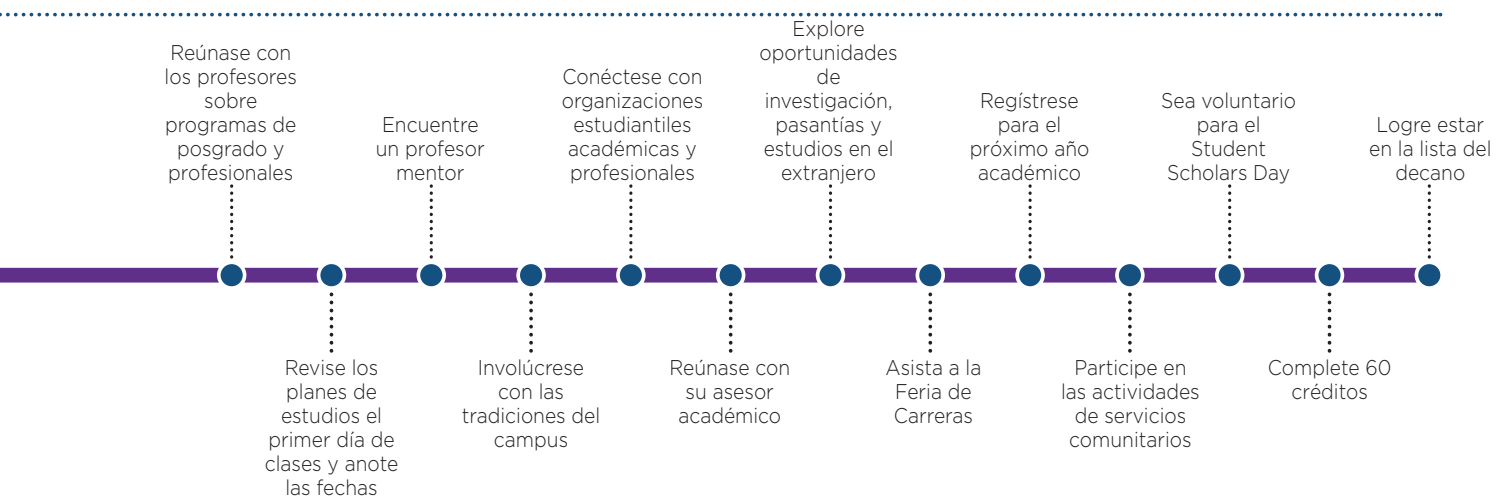 Reúnase con
los profesores
sobre
programas de
posgrado y
profesionales
Revise los
planes de
estudios el
primer día de
clases y anote
las fechas
Encuentre
un profesor
mentor
Involúcrese
con las
tradiciones del
campus
Conéctese con
organizaciones
estudiantiles
académicas y
profesionales
Reúnase con
su asesor
académico
Explore
oportunidades
de
investigación,
pasantías y
estudios en el
extranjero
Asista a la
Feria de
Carreras
Regístrese
para el
próximo año
académico
Participe en
las actividades
de servicios
comunitarios
Sea voluntario
para el
Student
Scholars Day
Complete 60
créditos
Logre estar
en la lista del
decano